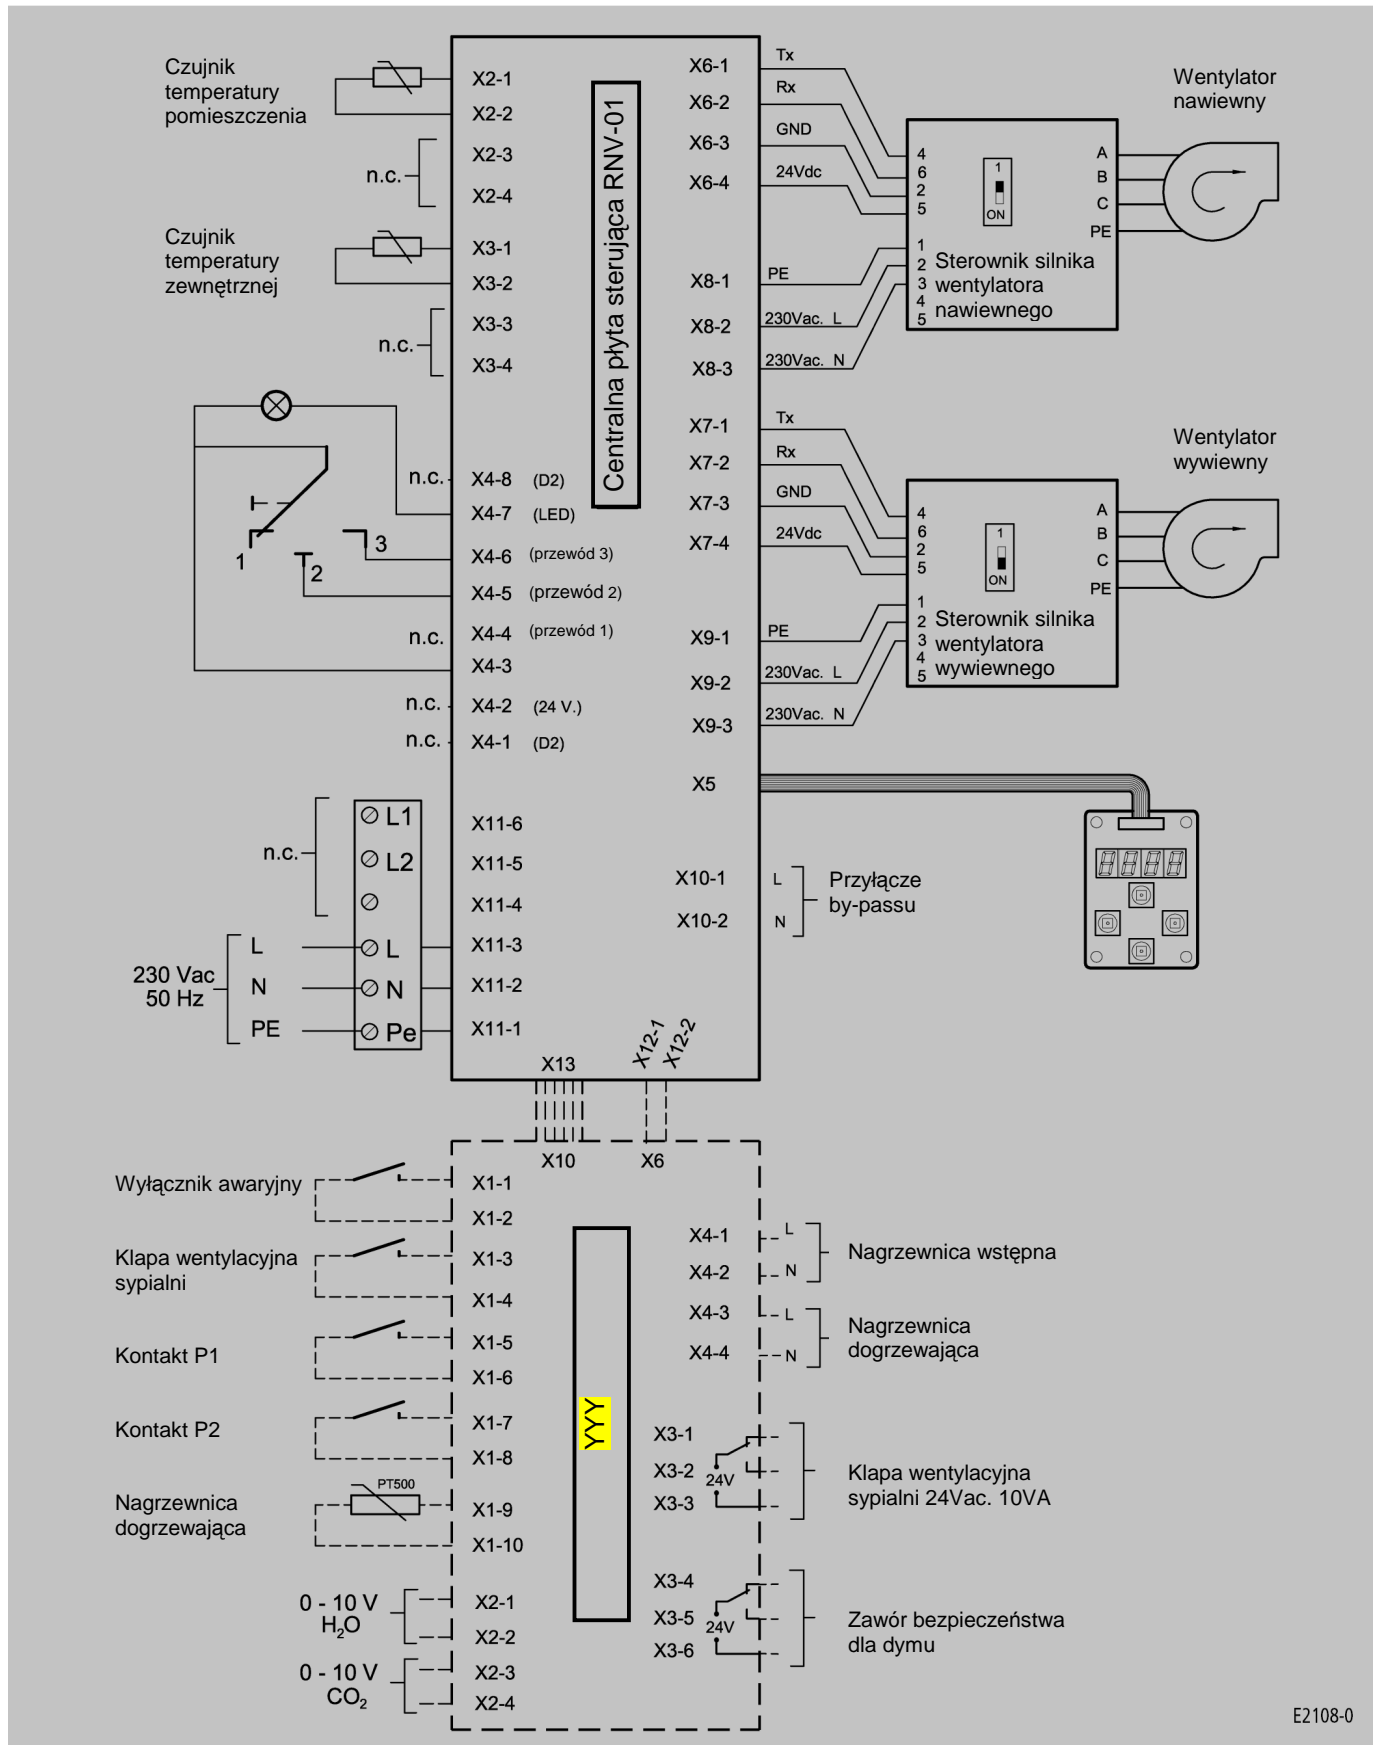 Czujnik
temperatury
pomieszczenia
X2-1
X2-2
n.c.
X2-3
X2-4
Czujnik
temperatury
zewnętrznej
X3-1
X3-2
n.c.
X3-3
X3-4
n.c.
X4-8 (D2)
X4-7 (LED)
X4-6 (przewód 3)
X4-5 (przewód 2)
n.c.
X4-4 (przewód 1)
X4-3
n.c.
X4-2 (24 V.)
n.c.
X4-1 (D2)
1
2
3
n.c.
L1
L2
X11-6
X11-5
X11-4
230 Vac
50 Hz
L
L
X11-3
N
N
X11-2
PE
Pe
X11-1
Centralna płyta sterująca RNV-01
X6-1
Tx
X6-2
Rx
X6-3
GND
X6-4
24Vdc
X8-1
PE
X8-2
230Vac. L
X8-3
230Vac. N
4
6
2
5
1
ON
1
2
3
4
5
Sterownik silnika
wentylatora
nawiewnego
A
B
C
PE
Wentylator
nawiewny
X7-1
Tx
X7-2
Rx
X7-3
GND
X7-4
24Vdc
X9-1
PE
X9-2
230Vac. L
X9-3
230Vac. N
4
6
2
5
1
ON
1
2
3
4
5
Sterownik silnika
wentylatora
wywiewnego
A
B
C
PE
Wentylator
wywiewny
X5
8888
X10-1
L
X10-2
N
Przyłącze
by-passu
X13
X12-1
X12-2
X10
X6
Wyłącznik awaryjny
X1-1
X1-2
Klapa wentylacyjna
sypialni
X1-3
X1-4
Kontakt P1
X1-5
X1-6
Kontakt P2
X1-7
X1-8
Nagrzewnica
dogrzewająca
PT500
X1-9
X1-10
0 - 10 V
H2O
X2-1
X2-2
0 - 10 V
CO2
X2-3
X2-4
YYY
X4-1
L
X4-2
N
Nagrzewnica wstępna
X4-3
L
X4-4
N
Nagrzewnica
dogrzewająca
X3-1
X3-2
24V
X3-3
Klapa wentylacyjna
sypialni 24Vac. 10VA
X3-4
X3-5
24V
X3-6
Zawór bezpieczeństwa
dla dymu
E2108-0